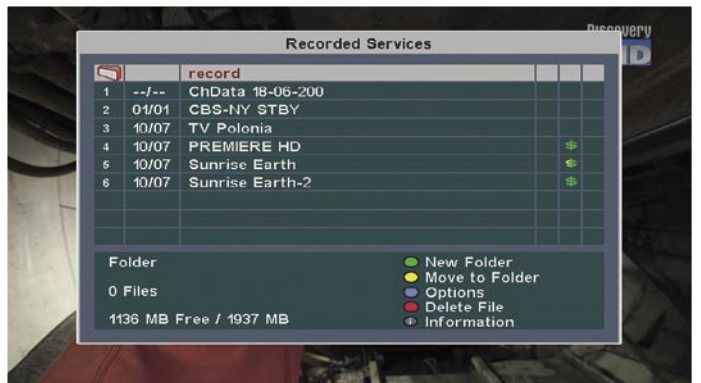 Discovery
HD
Recorded Services
record
1 --/-- ChData 18-06-200
2 01/01 CBS-NY STBY
3 10/07 TV Polonia
4 10/07 PREMIERE HD $
5 10/07 Sunrise Earth $
6 10/07 Sunrise Earth-2 $
Folder
0 Files
1136 MB Free / 1937 MB
New Folder
Move to Folder
Options
Delete File
Information